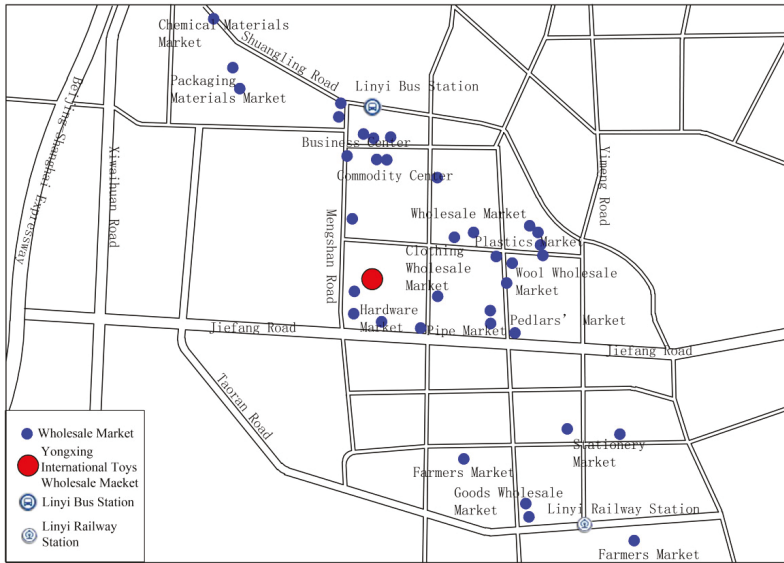 Chemical Materials
Market
Shuangling Road
Packaging
Materials Market
Linyi Bus Station
Beijing-Shanghai Expressway
Xiwaihuan Road
Business Center
Commodity Center
Yimeng Road
Mengshan Road
Wholesale Market
Plastics Market
Clothing
Wholesale
Market
Wool Wholesale
Market
Hardware
Market
Pipe Market
Pedlars' Market
Jiefang Road
Jiefang Road
Taoran Road
Stationery
Market
Farmers Market
Goods Wholesale
Market
Linyi Railway Station
Farmers Market
Wholesale Market
Yongxing
International Toys
Wholesale Maecket
Linyi Bus Station
Linyi Railway
Station